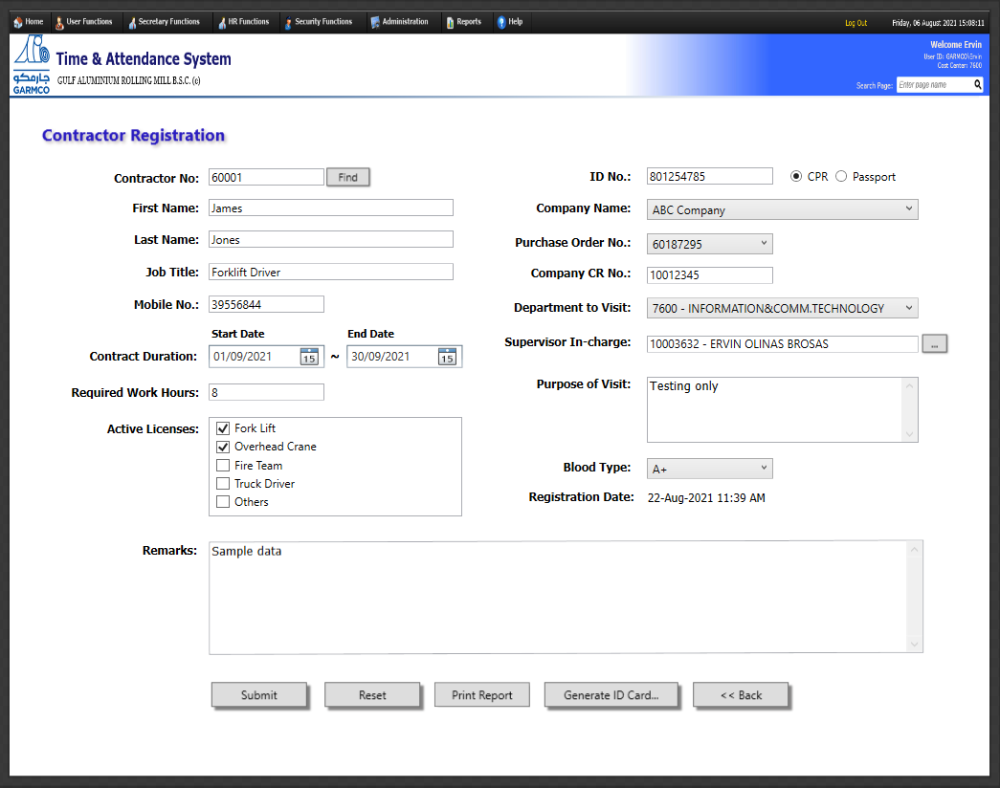 Home User Functions Secretary Functions HR Functions Security Functions Administration Reports Help Log Out Friday, 06 August 2021 15:08:11
Welcome Ervin
Time & Attendance System
User ID: GARMCO\Ervin
Cost Center: 7600
جارمكو
GARMCO
GULF ALUMINIUM ROLLING MILL B.S.C. (c)
Search Page: Enter page name
Contractor Registration
Contractor No: 60001 Find
ID No.: 801254785 CPR Passport
First Name: James
Company Name: ABC Company
Last Name: Jones
Purchase Order No.: 60187295
Job Title: Forklift Driver
Company CR No.: 10012345
Mobile No.: 39556844
Department to Visit: 7600 - INFORMATION&COMM.TECHNOLOGY
Start Date End Date
Contract Duration: 01/09/2021 15 ~ 30/09/2021 15
Supervisor In-charge: 10003632 - ERVIN OLINAS BROSAS ...
Required Work Hours: 8
Purpose of Visit: Testing only
Active Licenses: Fork Lift
Overhead Crane
Fire Team
Truck Driver
Others
Blood Type: A+
Registration Date: 22-Aug-2021 11:39 AM
Remarks: Sample data
Submit Reset Print Report Generate ID Card... << Back